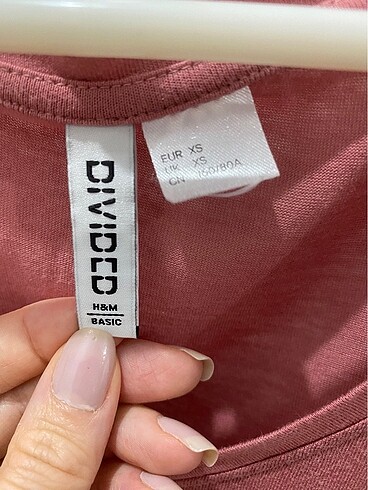 DIVIDED
H&M
BASIC
EUR XS
UK XS
CN 160/80A